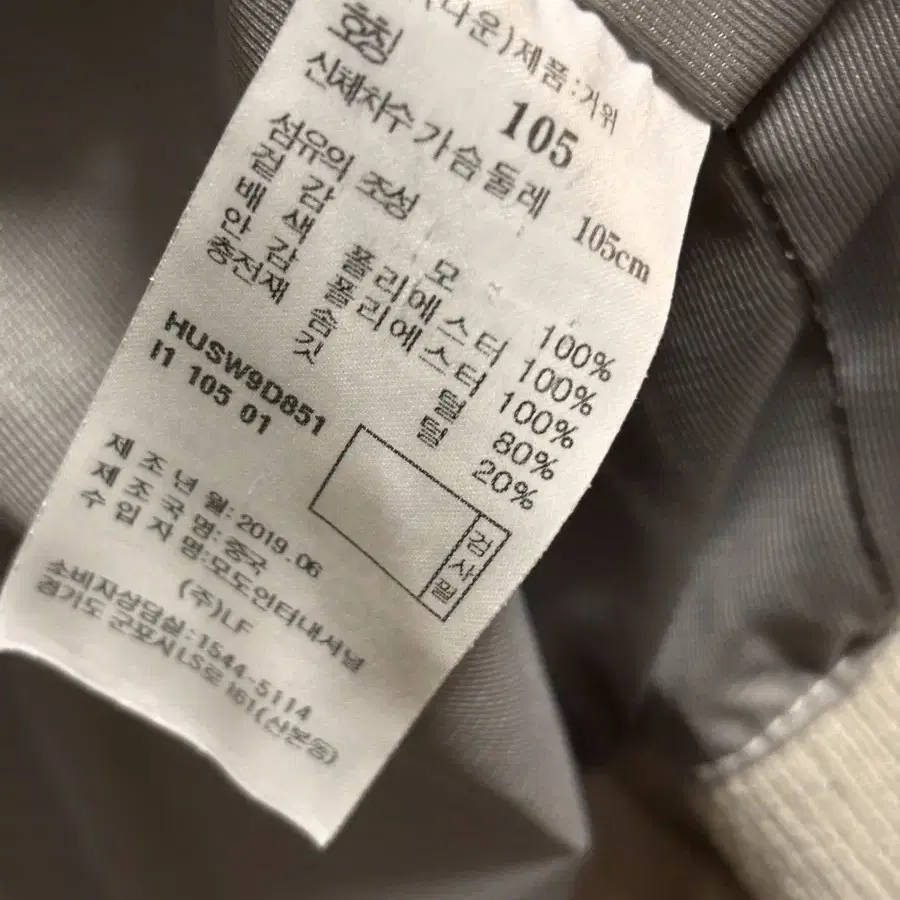 (다운)제품:거위
호칭 105
신체치수 가슴둘레 105cm
섬유의 조성
겉감 모 100%
배색 폴리에스터 100%
안감 폴리에스터 100%
충전재 솜털 80%
깃털 20%
HUSW9D851
I1 105 01
검사필
제조년월:2019.06
제조국명:중국
수입자명:모도인터내셔널
(주)LF
소비자상담실:1544-5114
경기도 군포시 LS로 161(산본동)